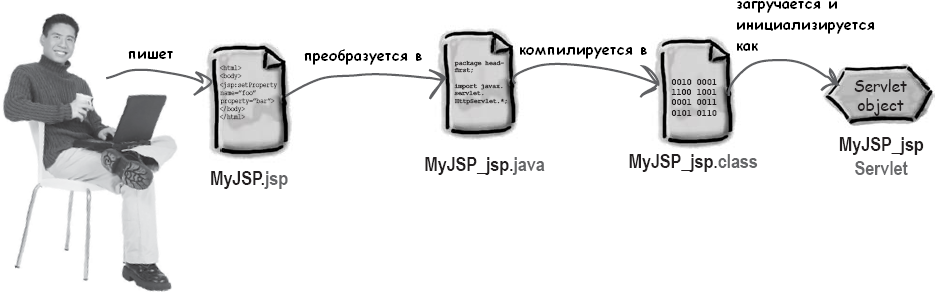 пишет
<html>
<body>
<jsp:setProperty
name="foo"
property="bar">
</body>
</html>
MyJSP.jsp
преобразуется в
package head-
first;
import javax.
servlet.
HttpServlet.*;
MyJSP_jsp.java
компилируется в
0010 0001
1100 1001
0001 0011
0101 0110
MyJSP_jsp.class
загручается и
инициализируется
как
Servlet
object
MyJSP_jsp
Servlet